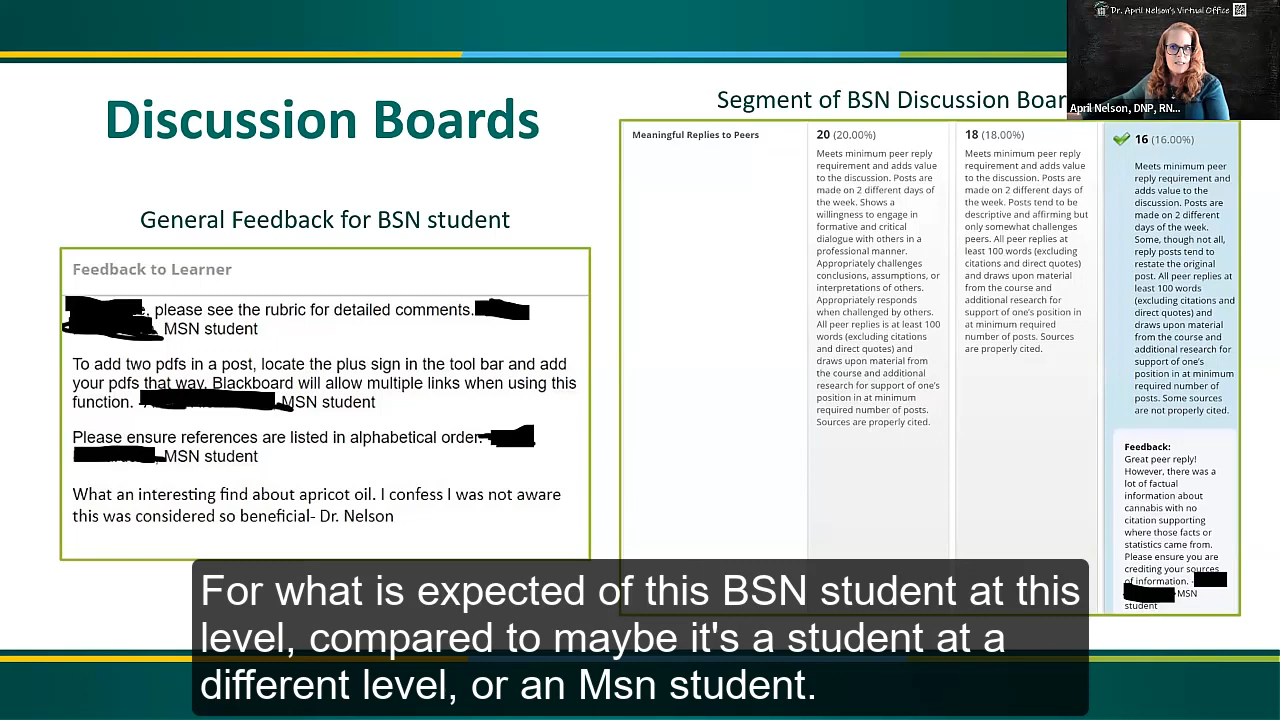 Dr. April Nelson's Virtual Office
April Nelson, DNP, RN...
Discussion Boards
General Feedback for BSN student
Feedback to Learner
please see the rubric for detailed comments.
MSN student
To add two pdfs in a post, locate the plus sign in the tool bar and add
your pdfs that way. Blackboard will allow multiple links when using this
function.
MSN student
Please ensure references are listed in alphabetical order.
MSN student
What an interesting find about apricot oil. I confess I was not aware
this was considered so beneficial- Dr. Nelson
Segment of BSN Discussion Boar
Meaningful Replies to Peers
20 (20.00%)
Meets minimum peer reply
requirement and adds value
to the discussion. Posts are
made on 2 different days of
the week. Shows a
willingness to engage in
formative and critical
dialogue with others in a
professional manner.
Appropriately challenges
conclusions, assumptions, or
interpretations of others.
Appropriately responds
when challenged by others.
All peer replies is at least 100
words (excluding citations
and direct quotes) and
draws upon material from
the course and additional
research for support of one's
position in at minimum
required number of posts.
Sources are properly cited.
18 (18.00%)
Meets minimum peer reply
requirement and adds value
to the discussion. Posts are
made on 2 different days of
the week. Posts tend to be
descriptive and affirming but
only somewhat challenges
peers. All peer replies at
least 100 words (excluding
citations and direct quotes)
and draws upon material
from the course and
additional research for
support of one's position in
at minimum required
number of posts. Sources
are properly cited.
16 (16.00%)
Meets minimum peer
reply requirement and
adds value to the
discussion. Posts are
made on 2 different
days of the week.
Some, though not all,
reply posts tend to
restate the original
post. All peer replies at
least 100 words
(excluding citations and
direct quotes) and
draws upon material
from the course and
additional research for
support of one's
position in at minimum
required number of
posts. Some sources
are not properly cited.
Feedback:
Great peer reply!
However, there was a
lot of factual
information about
cannabis with no
citation supporting
where those facts or
statistics came from.
Please ensure you are
crediting your sources
of information. -
MSN
student
For what is expected of this BSN student at this
level, compared to maybe it's a student at a
different level, or an Msn student.